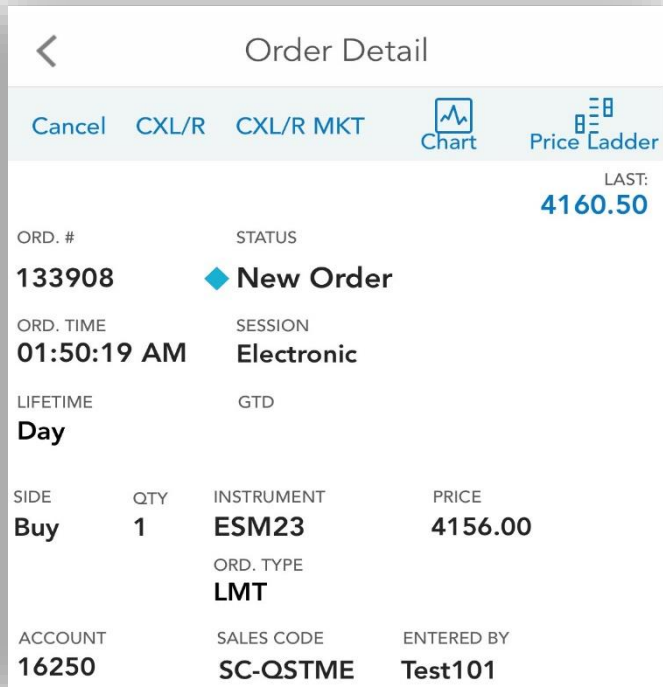 Order Detail
Cancel CXL/R CXL/R MKT Chart Price Ladder
LAST:
4160.50
ORD. # STATUS
133908 New Order
ORD. TIME SESSION
01:50:19 AM Electronic
LIFETIME GTD
Day
SIDE QTY INSTRUMENT PRICE
Buy 1 ESM23 4156.00
ORD. TYPE
LMT
ACCOUNT SALES CODE ENTERED BY
16250 SC-QSTME Test101